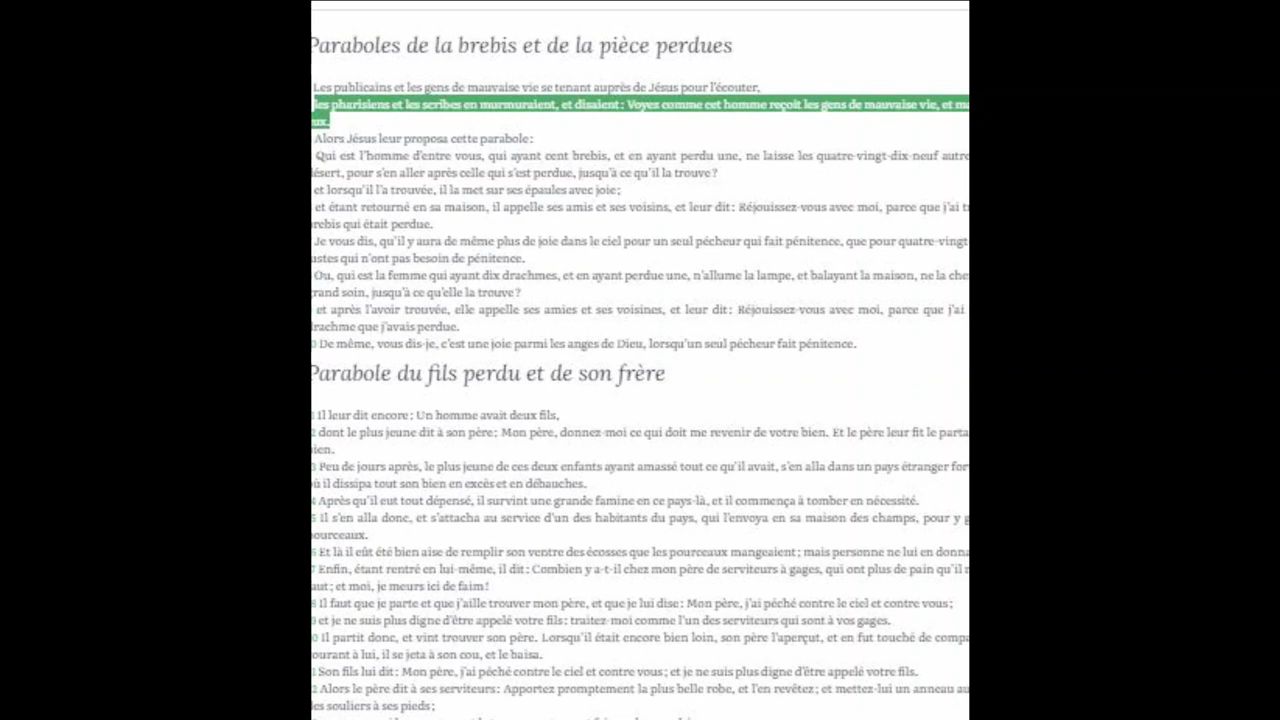 Paraboles de la brebis et de la pièce perdues
Les publicains et les gens de mauvaise vie se tenant auprès de Jésus pour l'écouter,
les pharisiens et les scribes en murmuraient, et disaient : Voyez comme cet homme reçoit les gens de mauvaise vie, et ma
eux.
Alors Jésus leur proposa cette parabole :
Qui est l'homme d'entre vous, qui ayant cent brebis, et en ayant perdu une, ne laisse les quatre-vingt-dix-neuf autre
désert, pour s'en aller après celle qui s'est perdue, jusqu'à ce qu'il la trouve ?
et lorsqu'il l'a trouvée, il la met sur ses épaules avec joie ;
et étant retourné en sa maison, il appelle ses amis et ses voisins, et leur dit : Réjouissez-vous avec moi, parce que j'ai t
brebis qui était perdue.
Je vous dis, qu'il y aura de même plus de joie dans le ciel pour un seul pécheur qui fait pénitence, que pour quatre-vingt
ustes qui n'ont pas besoin de pénitence.
Ou, qui est la femme qui ayant dix drachmes, et en ayant perdue une, n'allume la lampe, et balayant la maison, ne la che
grand soin, jusqu'à ce qu'elle la trouve ?
et après l'avoir trouvée, elle appelle ses amies et ses voisines, et leur dit : Réjouissez-vous avec moi, parce que j'ai
drachme que j'avais perdue.
0 De même, vous dis-je, c'est une joie parmi les anges de Dieu, lorsqu'un seul pécheur fait pénitence.
Parabole du fils perdu et de son frère
1 Il leur dit encore : Un homme avait deux fils,
2 dont le plus jeune dit à son père : Mon père, donnez-moi ce qui doit me revenir de votre bien. Et le père leur fit le parta
bien.
3 Peu de jours après, le plus jeune de ces deux enfants ayant amassé tout ce qu'il avait, s'en alla dans un pays étranger for
où il dissipa tout son bien en excès et en débauches.
4 Après qu'il eut tout dépensé, il survint une grande famine en ce pays-là, et il commença à tomber en nécessité.
5 Il s'en alla donc, et s'attacha au service d'un des habitants du pays, qui l'envoya en sa maison des champs, pour y g
pourceaux.
6 Et là il eût été bien aise de remplir son ventre des écosses que les pourceaux mangeaient ; mais personne ne lui en donna
7 Enfin, étant rentré en lui-même, il dit : Combien y a-t-il chez mon père de serviteurs à gages, qui ont plus de pain qu'il n
faut ; et moi, je meurs ici de faim !
8 Il faut que je parte et que j'aille trouver mon père, et que je lui dise : Mon père, j'ai péché contre le ciel et contre vous ;
9 et je ne suis plus digne d'être appelé votre fils : traitez-moi comme l'un des serviteurs qui sont à vos gages.
0 Il partit donc, et vint trouver son père. Lorsqu'il était encore bien loin, son père l'aperçut, et en fut touché de compa
courant à lui, il se jeta à son cou, et le baisa.
1 Son fils lui dit : Mon père, j'ai péché contre le ciel et contre vous ; et je ne suis plus digne d'être appelé votre fils.
2 Alors le père dit à ses serviteurs : Apportez promptement la plus belle robe, et l'en revêtez ; et mettez-lui un anneau au
des souliers à ses pieds ;